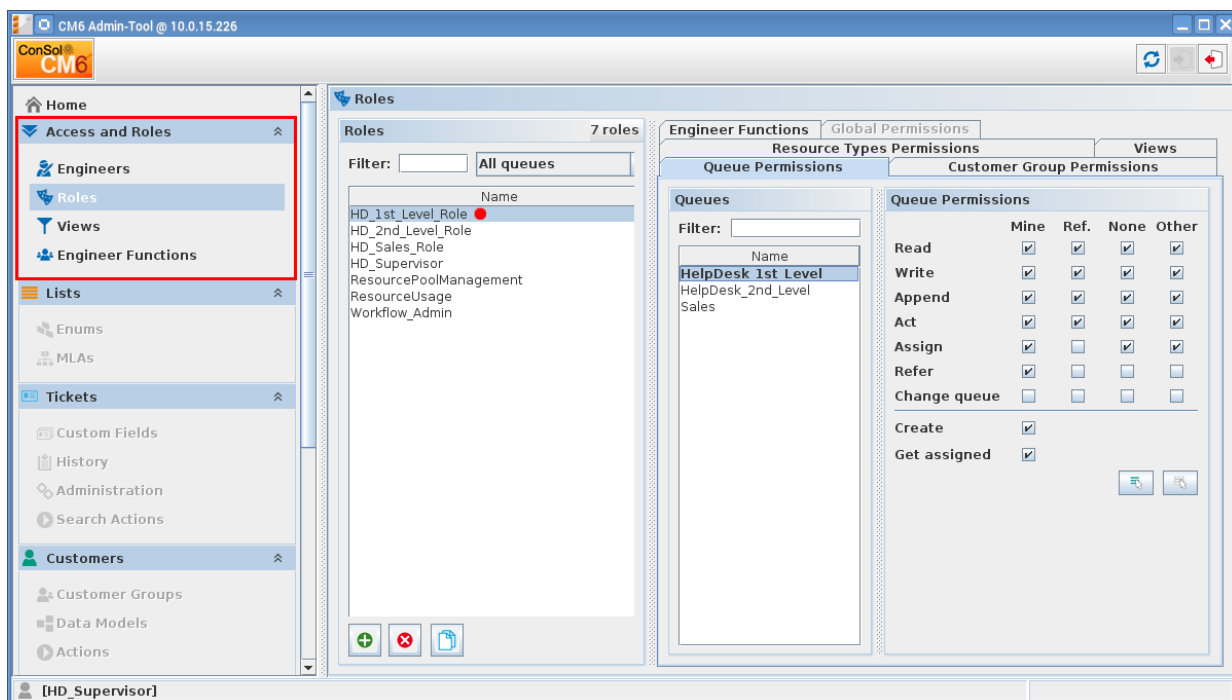 CM6 Admin-Tool @ 10.0.15.226
ConSol*
CM6
Home
Access and Roles
Engineers
Roles
Views
Engineer Functions
Lists
Enums
MLAs
Tickets
Custom Fields
History
Administration
Search Actions
Customers
Customer Groups
Data Models
Actions
Roles
Roles 7 roles
Filter: All queues
Name
HD_1st_Level_Role
HD_2nd_Level_Role
HD_Sales_Role
HD_Supervisor
ResourcePoolManagement
ResourceUsage
Workflow_Admin
Engineer Functions Global Permissions
Resource Types Permissions Views
Queue Permissions Customer Group Permissions
Queues
Filter:
Name
HelpDesk 1st Level
HelpDesk_2nd_Level
Sales
Queue Permissions
Mine Ref. None Other
Read
Write
Append
Act
Assign
Refer
Change queue
Create
Get assigned
[HD_Supervisor]